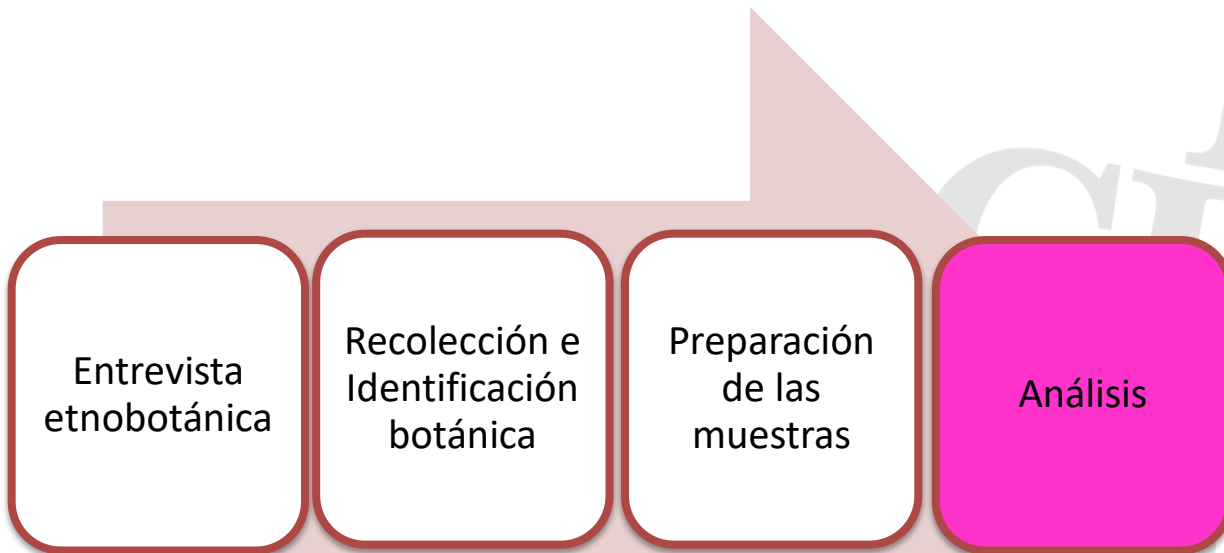 Entrevista
etnobotánica
Recolección e
Identificación
botánica
Preparación
de las
muestras
Análisis